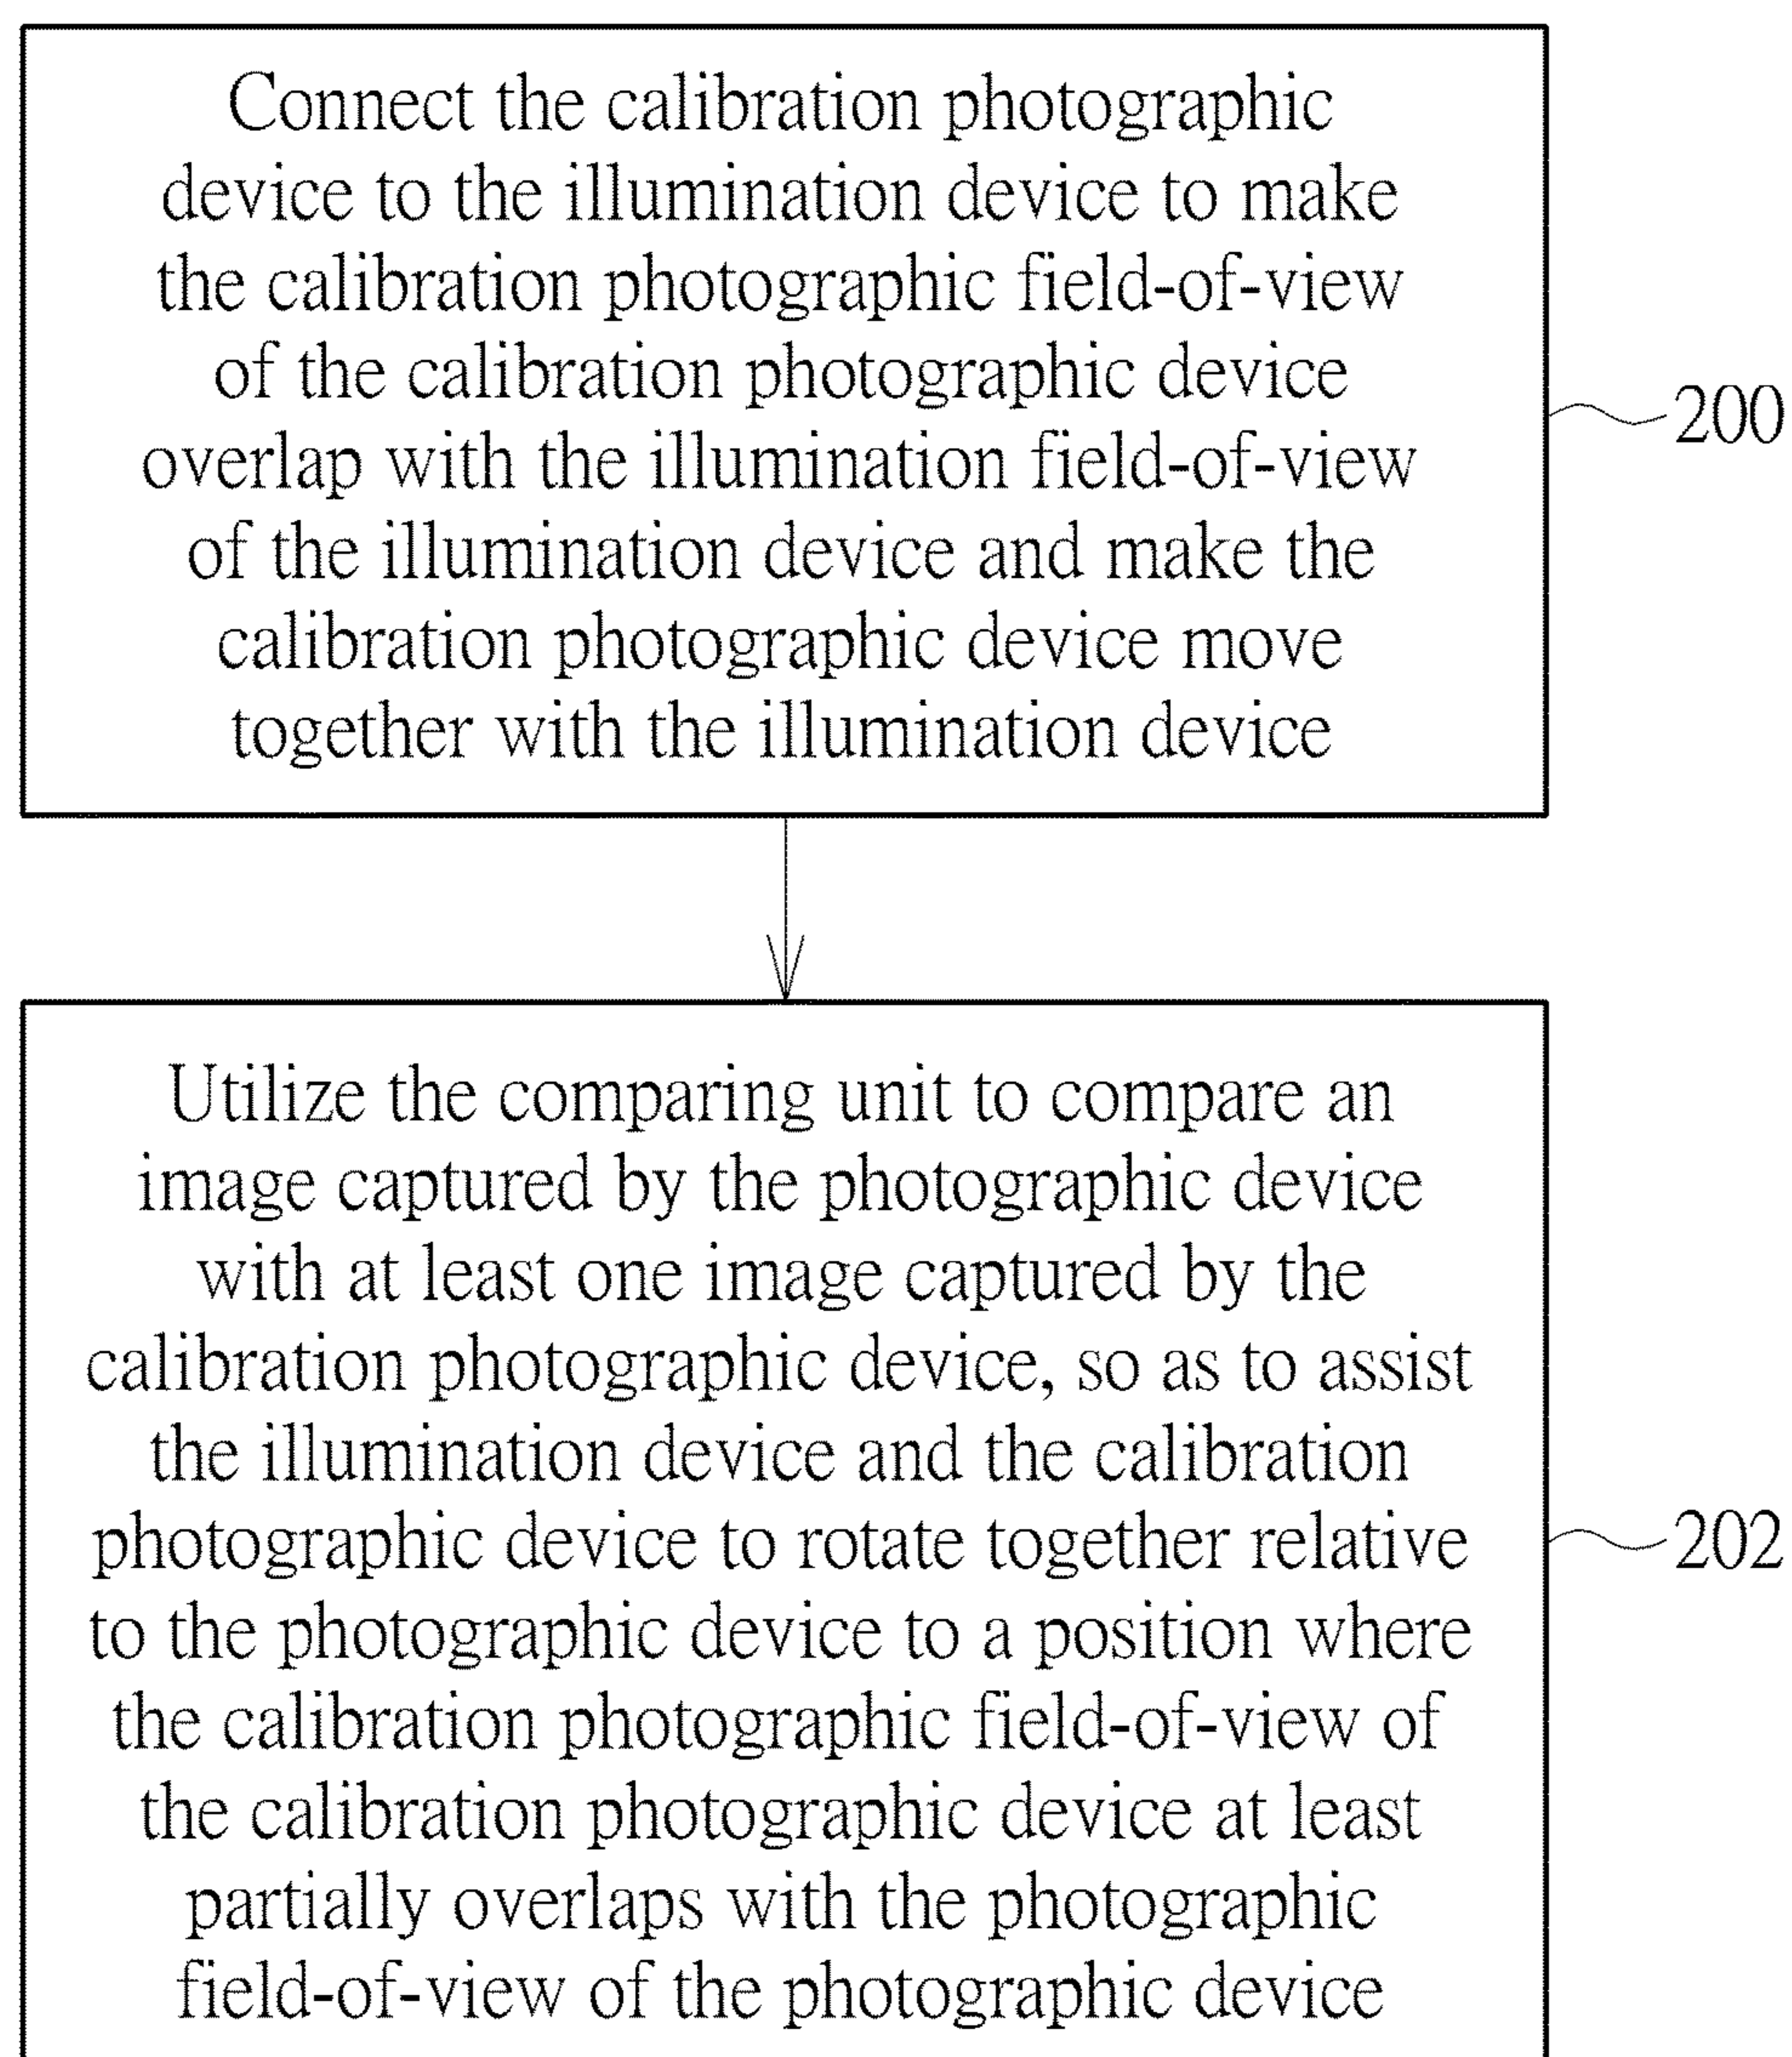 Connect the calibration photographic
device to the illumination device to make
the calibration photographic field-of-view
of the calibration photographic device
overlap with the illumination field-of-view
of the illumination device and make the
calibration photographic device move
together with the illumination device
200
Utilize the comparing unit to compare an
image captured by the photographic device
with at least one image captured by the
calibration photographic device, so as to assist
the illumination device and the calibration
photographic device to rotate together relative
to the photographic device to a position where
the calibration photographic field-of-view of
the calibration photographic device at least
partially overlaps with the photographic
field-of-view of the photographic device
202